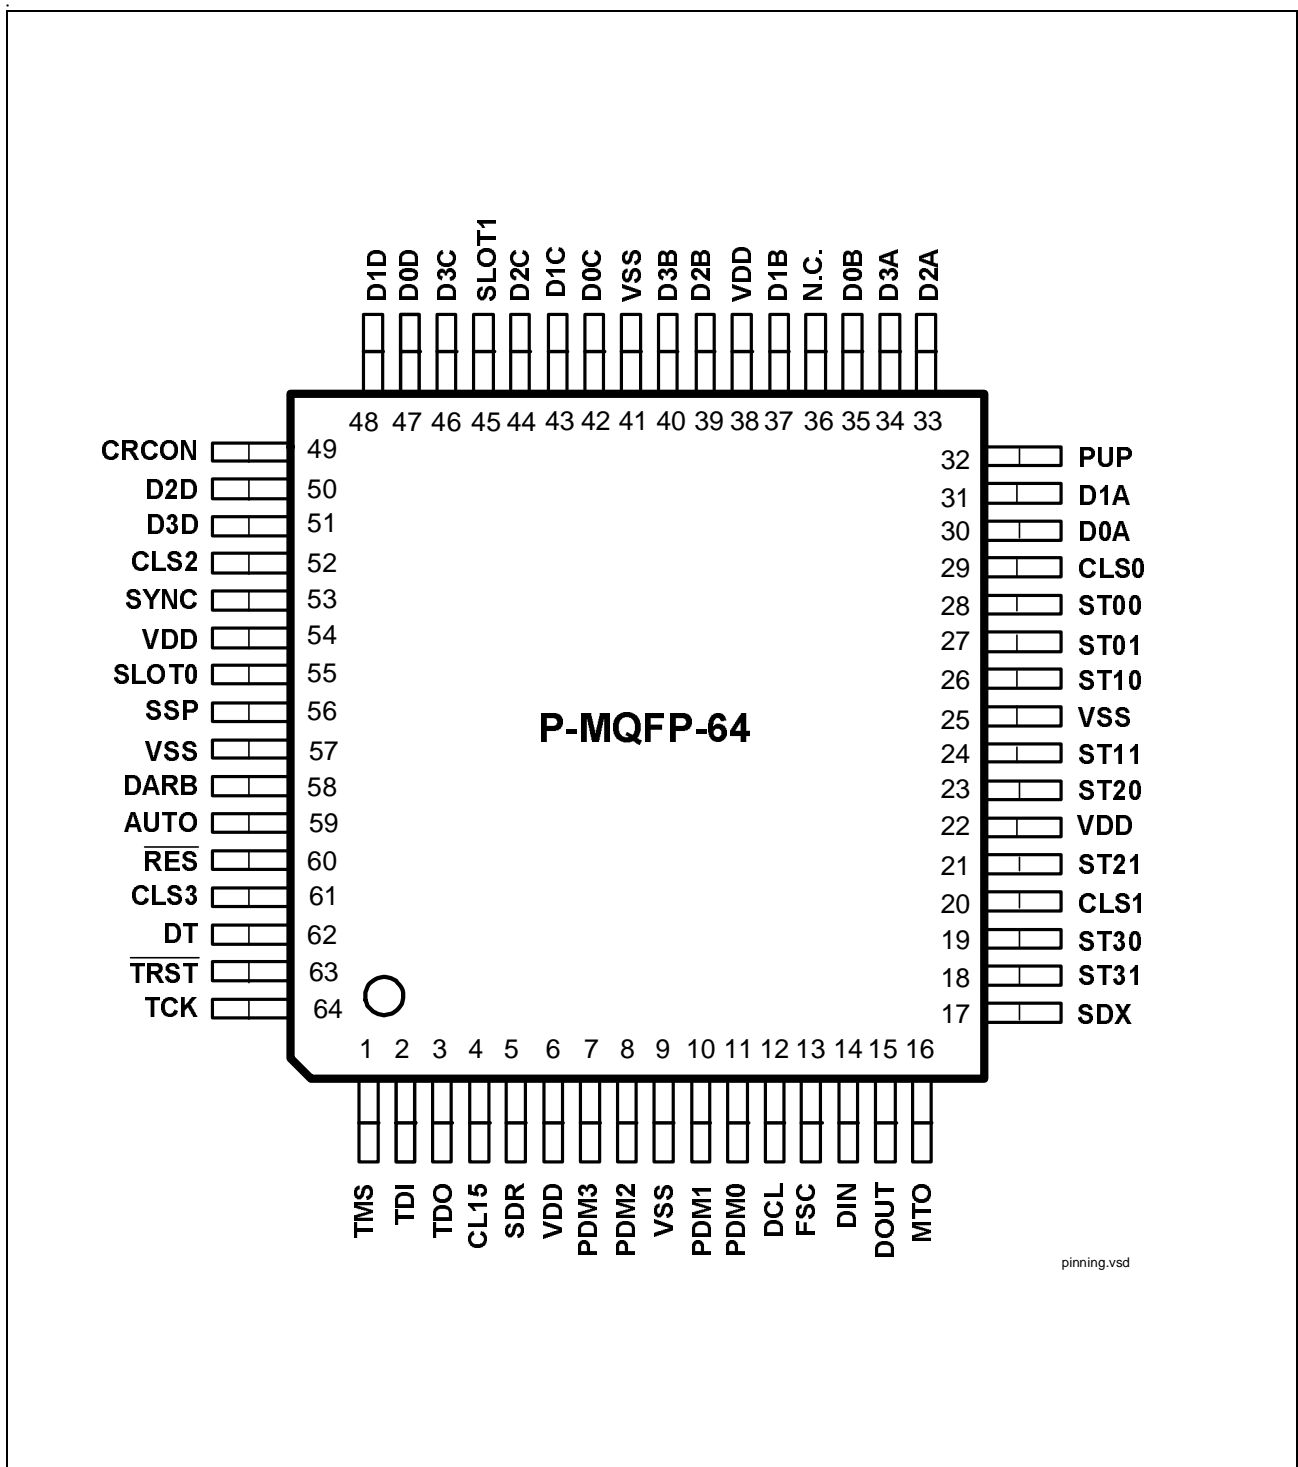 D1D D0D D3C SLOT1 D2C D1C D0C VSS D3B D2B VDD D1B N.C. D0B D3A D2A
48 47 46 45 44 43 42 41 40 39 38 37 36 35 34 33
CRCON 49
D2D 50
D3D 51
CLS2 52
SYNC 53
VDD 54
SLOT0 55
SSP 56
VSS 57
DARB 58
AUTO 59
RES 60
CLS3 61
DT 62
TRST 63
TCK 64
P-MQFP-64
32 PUP
31 D1A
30 D0A
29 CLS0
28 ST00
27 ST01
26 ST10
25 VSS
24 ST11
23 ST20
22 VDD
21 ST21
20 CLS1
19 ST30
18 ST31
17 SDX
1 2 3 4 5 6 7 8 9 10 11 12 13 14 15 16
TMS TDI TDO CL15 SDR VDD PDM3 PDM2 VSS PDM1 PDM0 DCL FSC DIN DOUT MTO
pinning.vsd